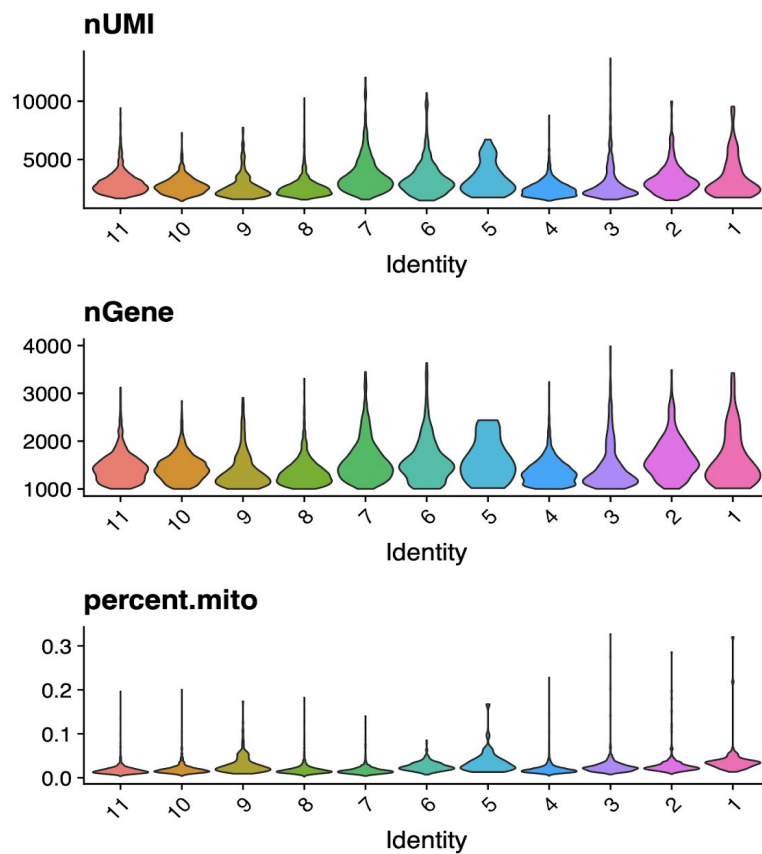 nUMI
10000
5000
11 10 9 8 7 6 5 4 3 2 1
Identity
nGene
4000
3000
2000
1000
11 10 9 8 7 6 5 4 3 2 1
Identity
percent.mito
0.3
0.2
0.1
0.0
11 10 9 8 7 6 5 4 3 2 1
Identity